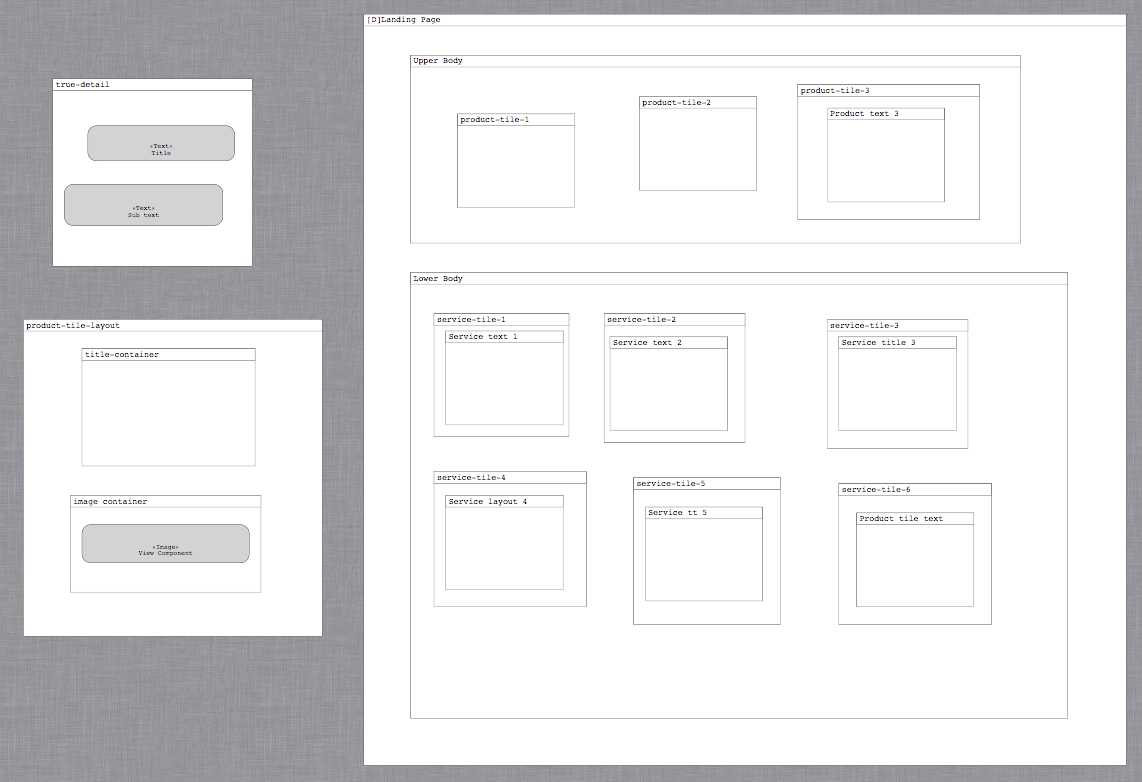 [D]Landing Page
Upper Body
true-detail
product-tile-1
product-tile-2
product-tile-3
Product text 3
«Text»
Title
«Text»
Sub text
Lower Body
product-tile-layout
title-container
image container
«Image»
View Component
service-tile-1
Service text 1
service-tile-2
Service text 2
service-tile-3
Service title 3
service-tile-4
Service layout 4
service-tile-5
Service tt 5
service-tile-6
Product tile text